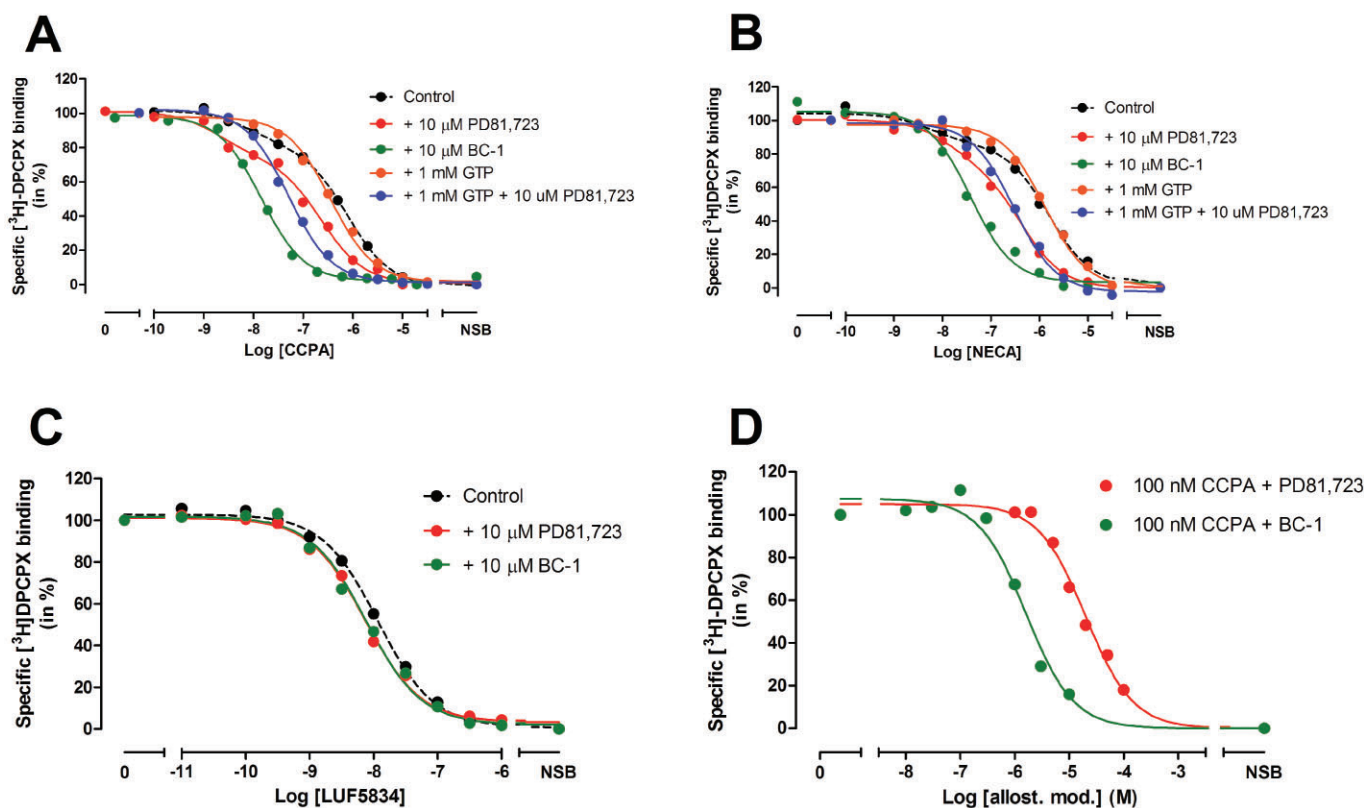 A
Specific [³H]-DPCPX binding
(in %)
120
100
80
60
40
20
0
0
-10
-9
-8
-7
-6
-5
NSB
Log [CCPA]
Control
+ 10 μM PD81,723
+ 10 μM BC-1
+ 1 mM GTP
+ 1 mM GTP + 10 uM PD81,723
B
Specific [³H]DPCPX binding
(in %)
120
100
80
60
40
20
0
0
-10
-9
-8
-7
-6
-5
NSB
Log [NECA]
Control
+ 10 μM PD81,723
+ 10 μM BC-1
+ 1 mM GTP
+ 1 mM GTP + 10 uM PD81,723
C
Specific [³H]DPCPX binding
(in %)
120
100
80
60
40
20
0
0
-11
-10
-9
-8
-7
-6
NSB
Log [LUF5834]
Control
+ 10 μM PD81,723
+ 10 μM BC-1
D
Specific [³H]-DPCPX binding
(in %)
120
100
80
60
40
20
0
0
-8
-7
-6
-5
-4
-3
NSB
Log [allost. mod.] (M)
100 nM CCPA + PD81,723
100 nM CCPA + BC-1